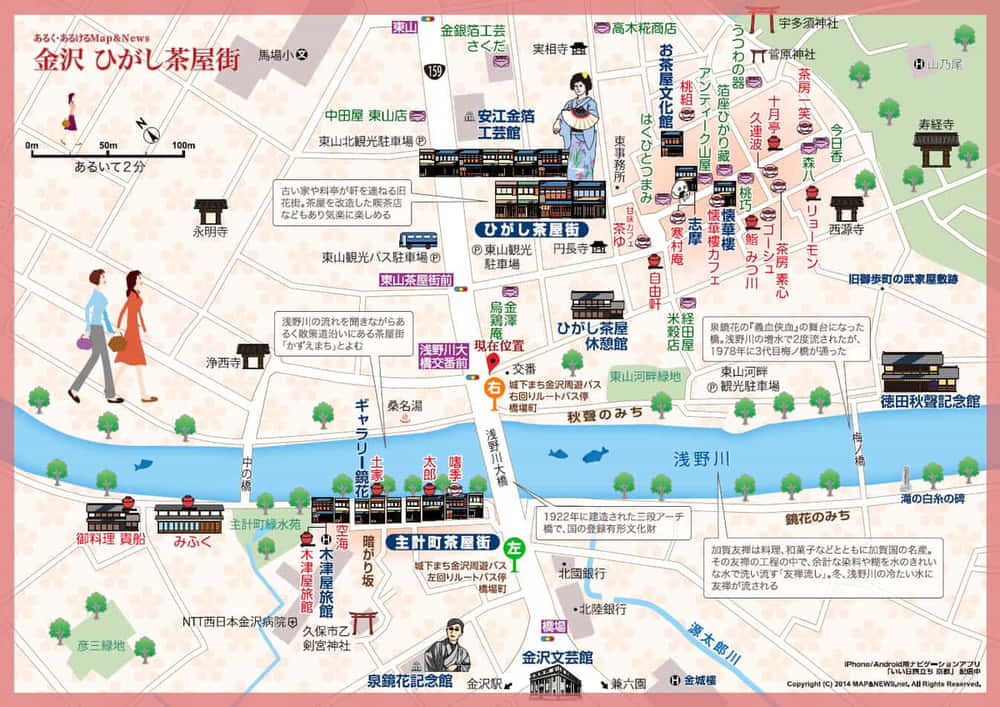 あるく・あるけるMap&News
金沢 ひがし茶屋街
0m 50m 100m
あるいて2分
N
馬場小
文
東山
159
金銀箔工芸
さくだ
中田屋 東山店
東山北観光駐車場 P
安江金箔
工芸館
実相寺
高木糀商店
お茶屋文化館
桃組
うつわの器
アンティーク山屋
箔座ひかり藏
はくひとつまみ
宇多須神社
菅原神社
H 山乃尾
茶房一笑
十月亭
久連波
今日香
森八
寿経寺
東事務所
古い家や料亭が軒を連ねる旧
花街。茶屋を改造した喫茶店
などもあり気楽に楽しめる
ひがし茶屋街
永明寺
東山観光バス駐車場 P
P 東山観光
駐車場
円長寺
甘味カフェ
茶ゆ
志摩
寒村庵
自由軒
懐華樓
懐華樓カフェ
桃巧
鮨 みつ川
ゴーシュ
茶房 素心
リョーモン
西源寺
旧御歩町の武家屋敷跡
東山茶屋街前
金澤
烏鶏庵
ひがし茶屋
休憩館
経田屋
米穀店
浅野川の流れを聞きながらあ
るく散策道沿いにある茶屋街
「かずえまち」とよむ
浅野川大
橋交番前
現在位置
交番
泉鏡花の『義血侠血』の舞台になった
橋。浅野川の増水で2度流されたが、
1978年に3代目梅ノ橋が通った
浄西寺
右
城下まち金沢周遊バス
右回りルートバス停
橋場町
東山河畔緑地
東山河畔
P 観光駐車場
徳田秋聲記念館
秋聲のみち
桑名湯
ギャラリー鏡花
土家
太郎
嗜季
浅野川大橋
浅野川
梅ノ橋
中の橋
滝の白糸の碑
鏡花のみち
御料理 貴船
みふく
主計町緑水苑
空海
木津屋旅館
H
木津屋旅館
暗がり坂
主計町茶屋街
1922年に建造された三段アーチ
橋で、国の登録有形文化財
左
城下まち金沢周遊バス
左回りルートバス停
橋場町
加賀友禅は料理、和菓子などとともに加賀国の名産。
その友禅の工程の中で、余計な染料や糊を水のきれい
な水で洗い流す「友禅流し」。冬、浅野川の冷たい水に
友禅が流される
北國銀行
北陸銀行
源太郎川
NTT西日本金沢病院
久保市乙
剣宮神社
彦三緑地
橋場
泉鏡花記念館
金沢文芸館
金沢駅
兼六園
H 金城樓
iPhone/Android用ナビゲーションアプリ
「いい日旅立ち 京都」 配信中
Copyright (C) 2014 MAP&NEWS.net. All Rights Reserved.